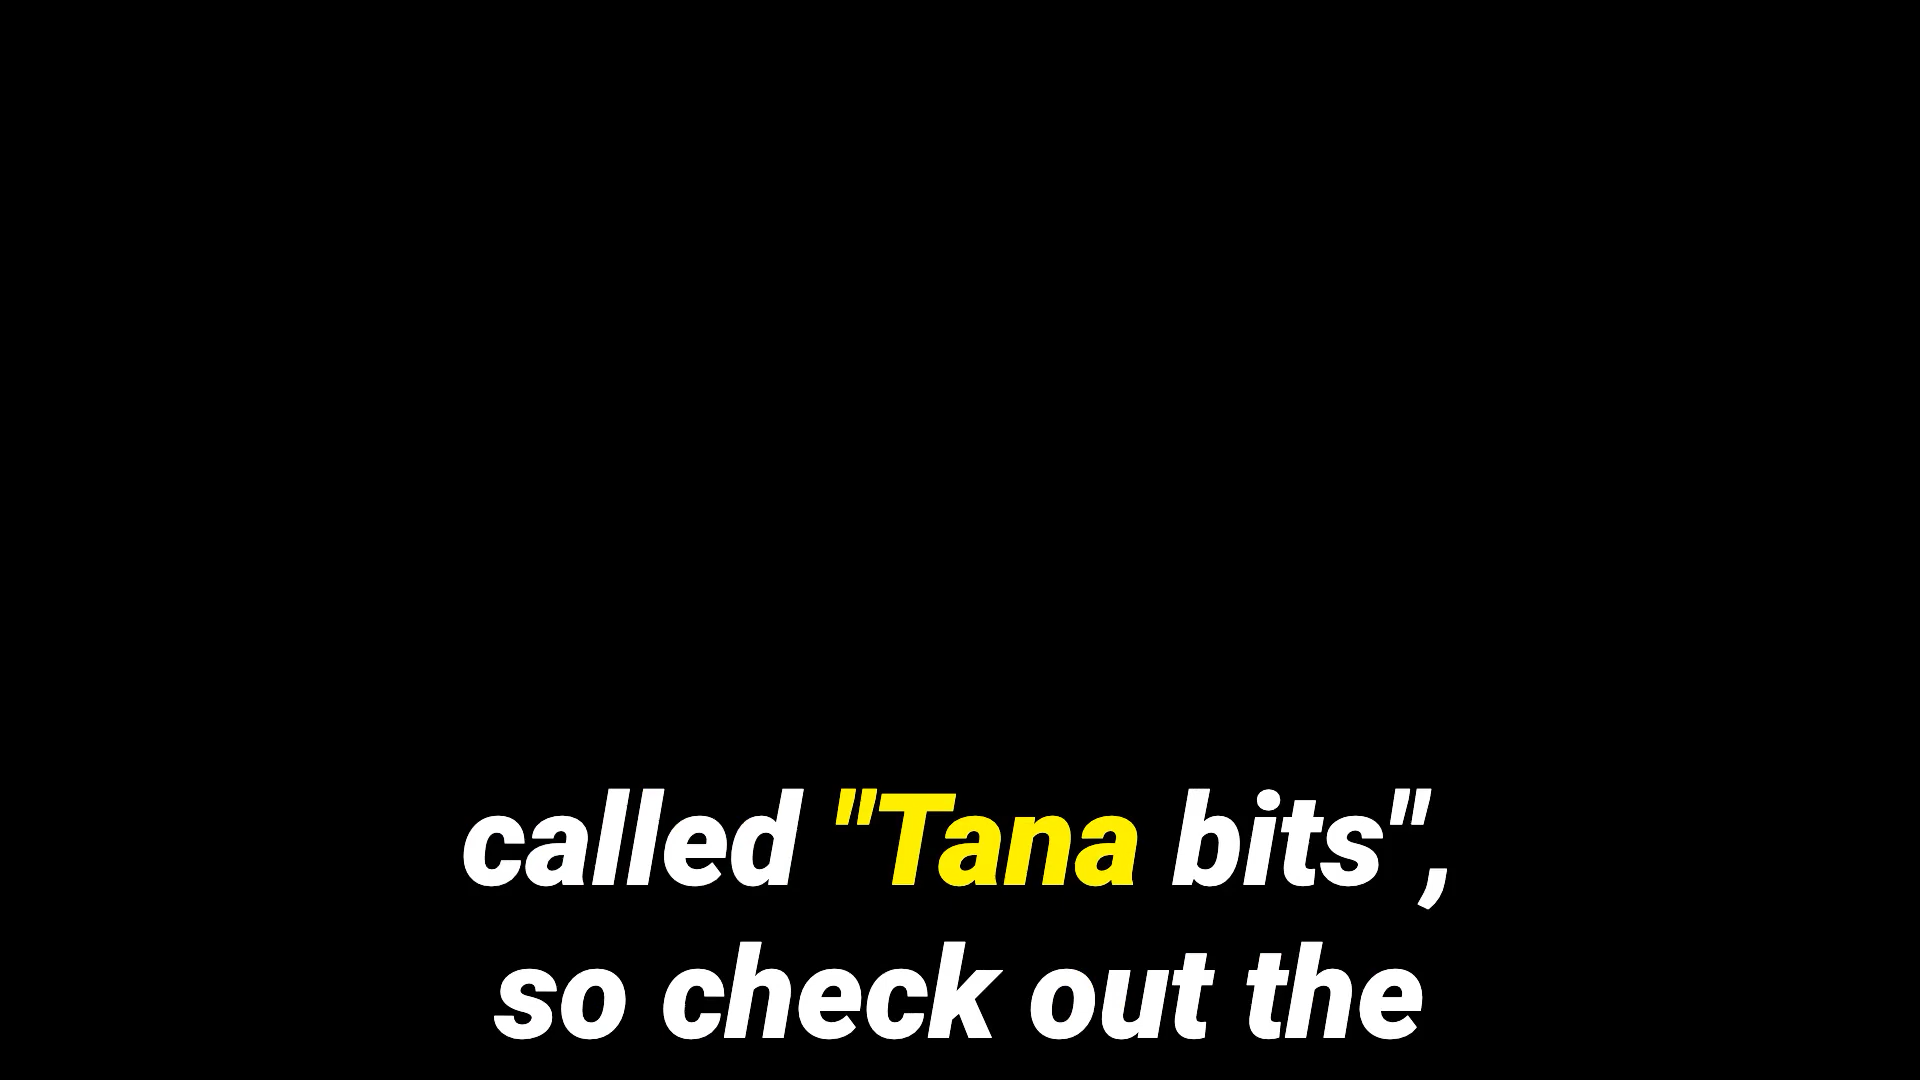 called "Tana bits",
so check out the